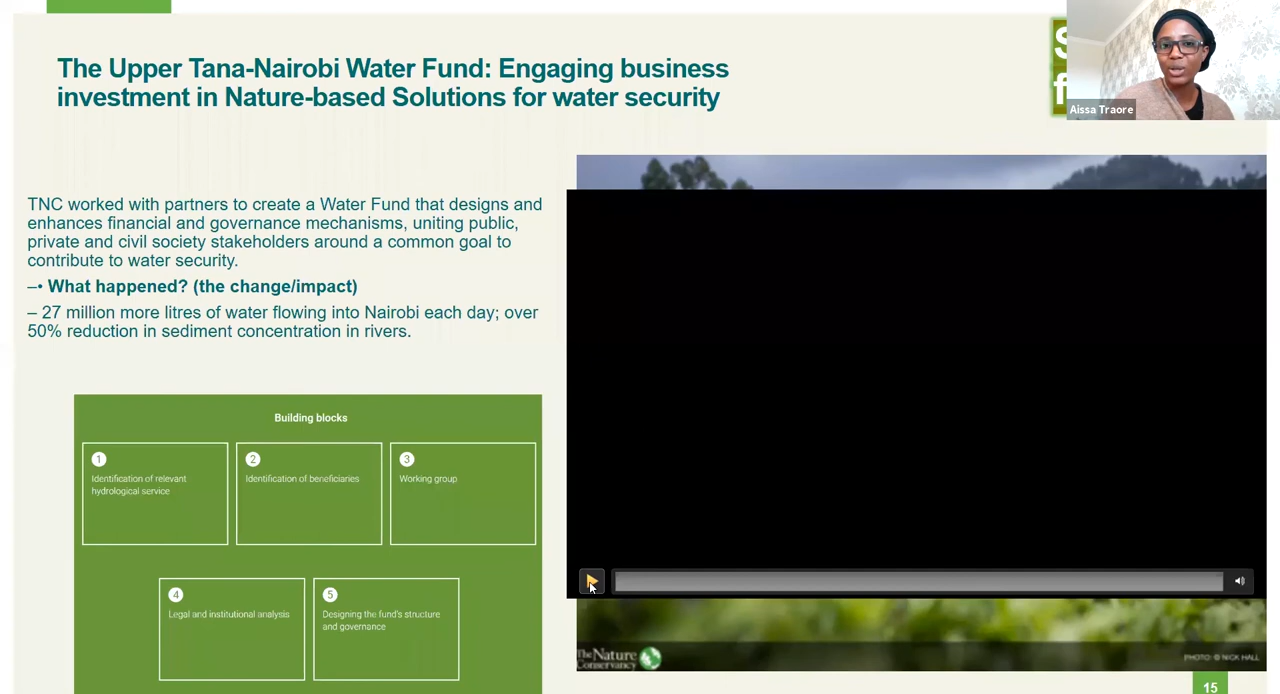 The Upper Tana-Nairobi Water Fund: Engaging business
investment in Nature-based Solutions for water security
Aissa Traore
TNC worked with partners to create a Water Fund that designs and
enhances financial and governance mechanisms, uniting public,
private and civil society stakeholders around a common goal to
contribute to water security.
–• What happened? (the change/impact)
– 27 million more litres of water flowing into Nairobi each day; over
50% reduction in sediment concentration in rivers.
Building blocks
1
Identification of relevant
hydrological service
2
Identification of beneficiaries
3
Working group
4
Legal and institutional analysis
5
Designing the fund's structure
and governance
The Nature
Conservancy
PHOTO: © NICK HALL
15